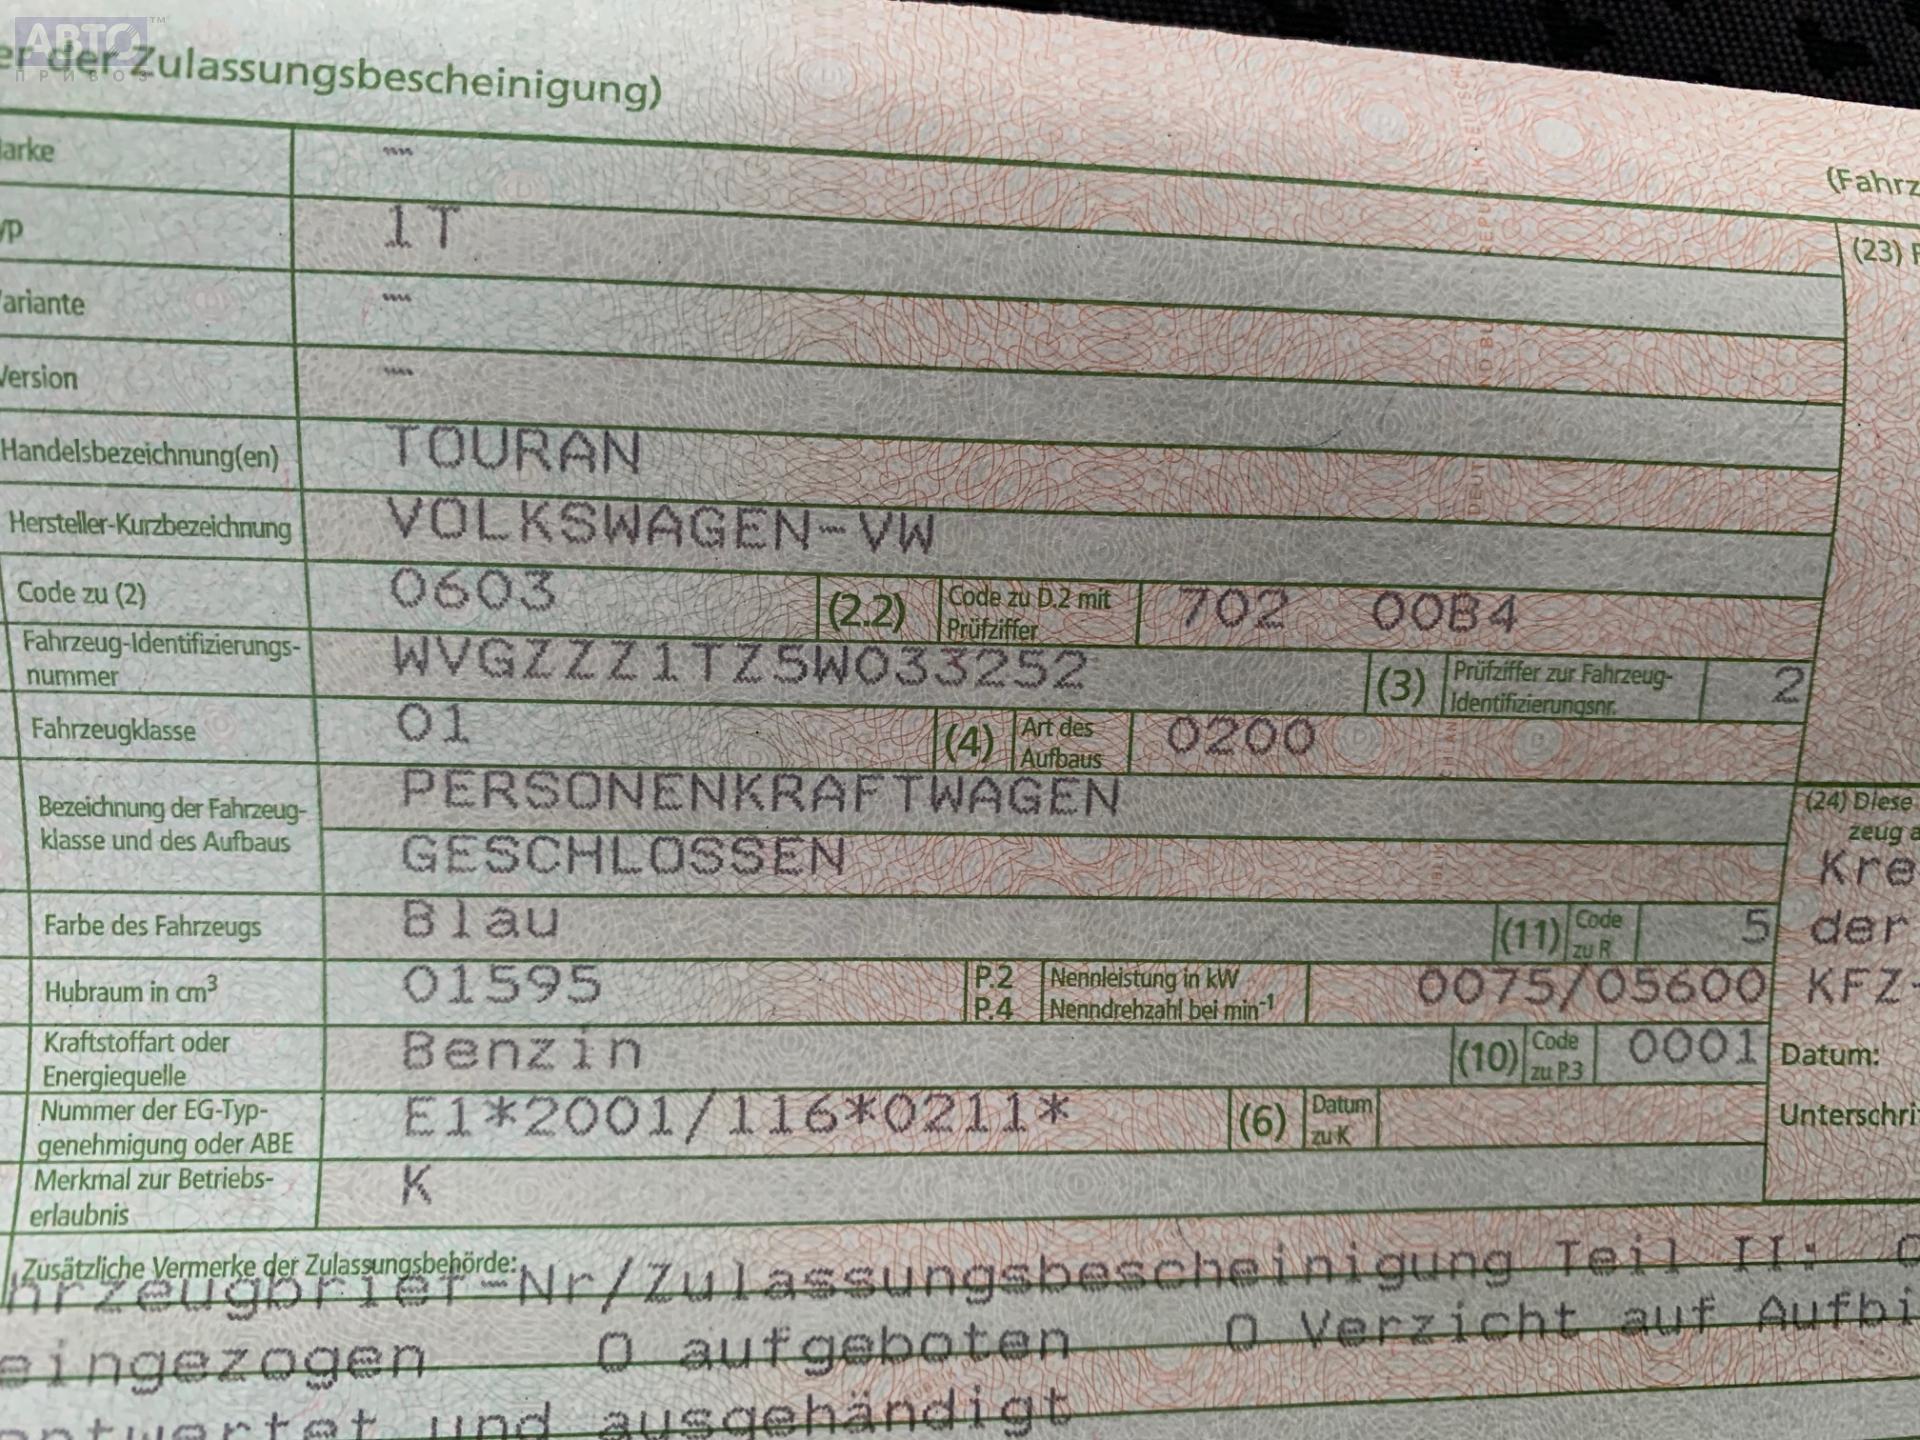 АВТО™
ПРИВОЗ
er der Zulassungsbescheinigung)
(Fahrz
arke
""
yp 1T
(23) F
ariante ""
Version ""
Handelsbezeichnung(en) TOURAN
Hersteller-Kurzbezeichnung VOLKSWAGEN-VW
Code zu (2) 0603 (2.2) Code zu D.2 mit Prüfziffer 702 00B4
Fahrzeug-Identifizierungs-
nummer WVGZZZ1TZ5W033252 (3) Prüfziffer zur Fahrzeug-
Identifizierungsnr. 2
Fahrzeugklasse 01 (4) Art des Aufbaus 0200
Bezeichnung der Fahrzeug-
klasse und des Aufbaus
PERSONENKRAFTWAGEN
GESCHLOSSEN
(24) Diese
zeug a
Kre
Farbe des Fahrzeugs Blau (11) Code zu R 5
der
Hubraum in cm³ 01595 P.2 Nennleistung in kW
P.4 Nenndrehzahl bei min⁻¹ 0075/05600
KFZ-
Kraftstoffart oder
Energiequelle Benzin (10) Code zu P.3 0001
Datum:
Nummer der EG-Typ-
genehmigung oder ABE E1*2001/116*0211* (6) Datum zu K
Unterschri
Merkmal zur Betriebs-
erlaubnis K
Zusätzliche Vermerke der Zulassungsbehörde:
hrzeugbrief-Nr/Zulassungsbescheinigung Teil II:
eingezogen O aufgeboten O Verzicht auf Aufbi
entwertet und ausgehändigt